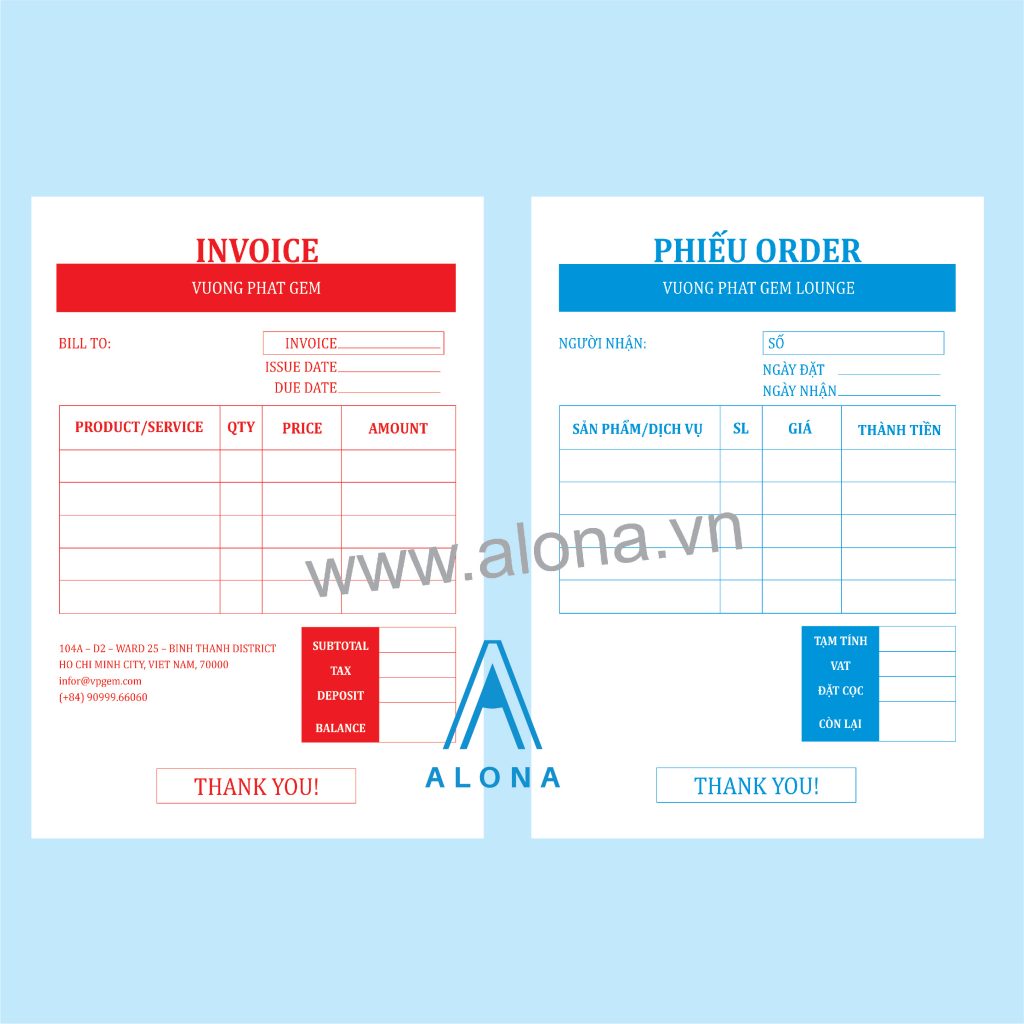 INVOICE
VUONG PHAT GEM
BILL TO:
INVOICE
ISSUE DATE
DUE DATE
PRODUCT/SERVICE QTY PRICE AMOUNT
104A – D2 – WARD 25 – BINH THANH DISTRICT
HO CHI MINH CITY, VIET NAM, 70000
infor@vpgem.com
(+84) 90999.66060
SUBTOTAL
TAX
DEPOSIT
BALANCE
THANK YOU!
PHIẾU ORDER
VUONG PHAT GEM LOUNGE
NGƯỜI NHẬN:
SỐ
NGÀY ĐẶT
NGÀY NHẬN
SẢN PHẨM/DỊCH VỤ SL GIÁ THÀNH TIỀN
TẠM TÍNH
VAT
ĐẶT CỌC
CÒN LẠI
THANK YOU!
www.alona.vn
ALONA